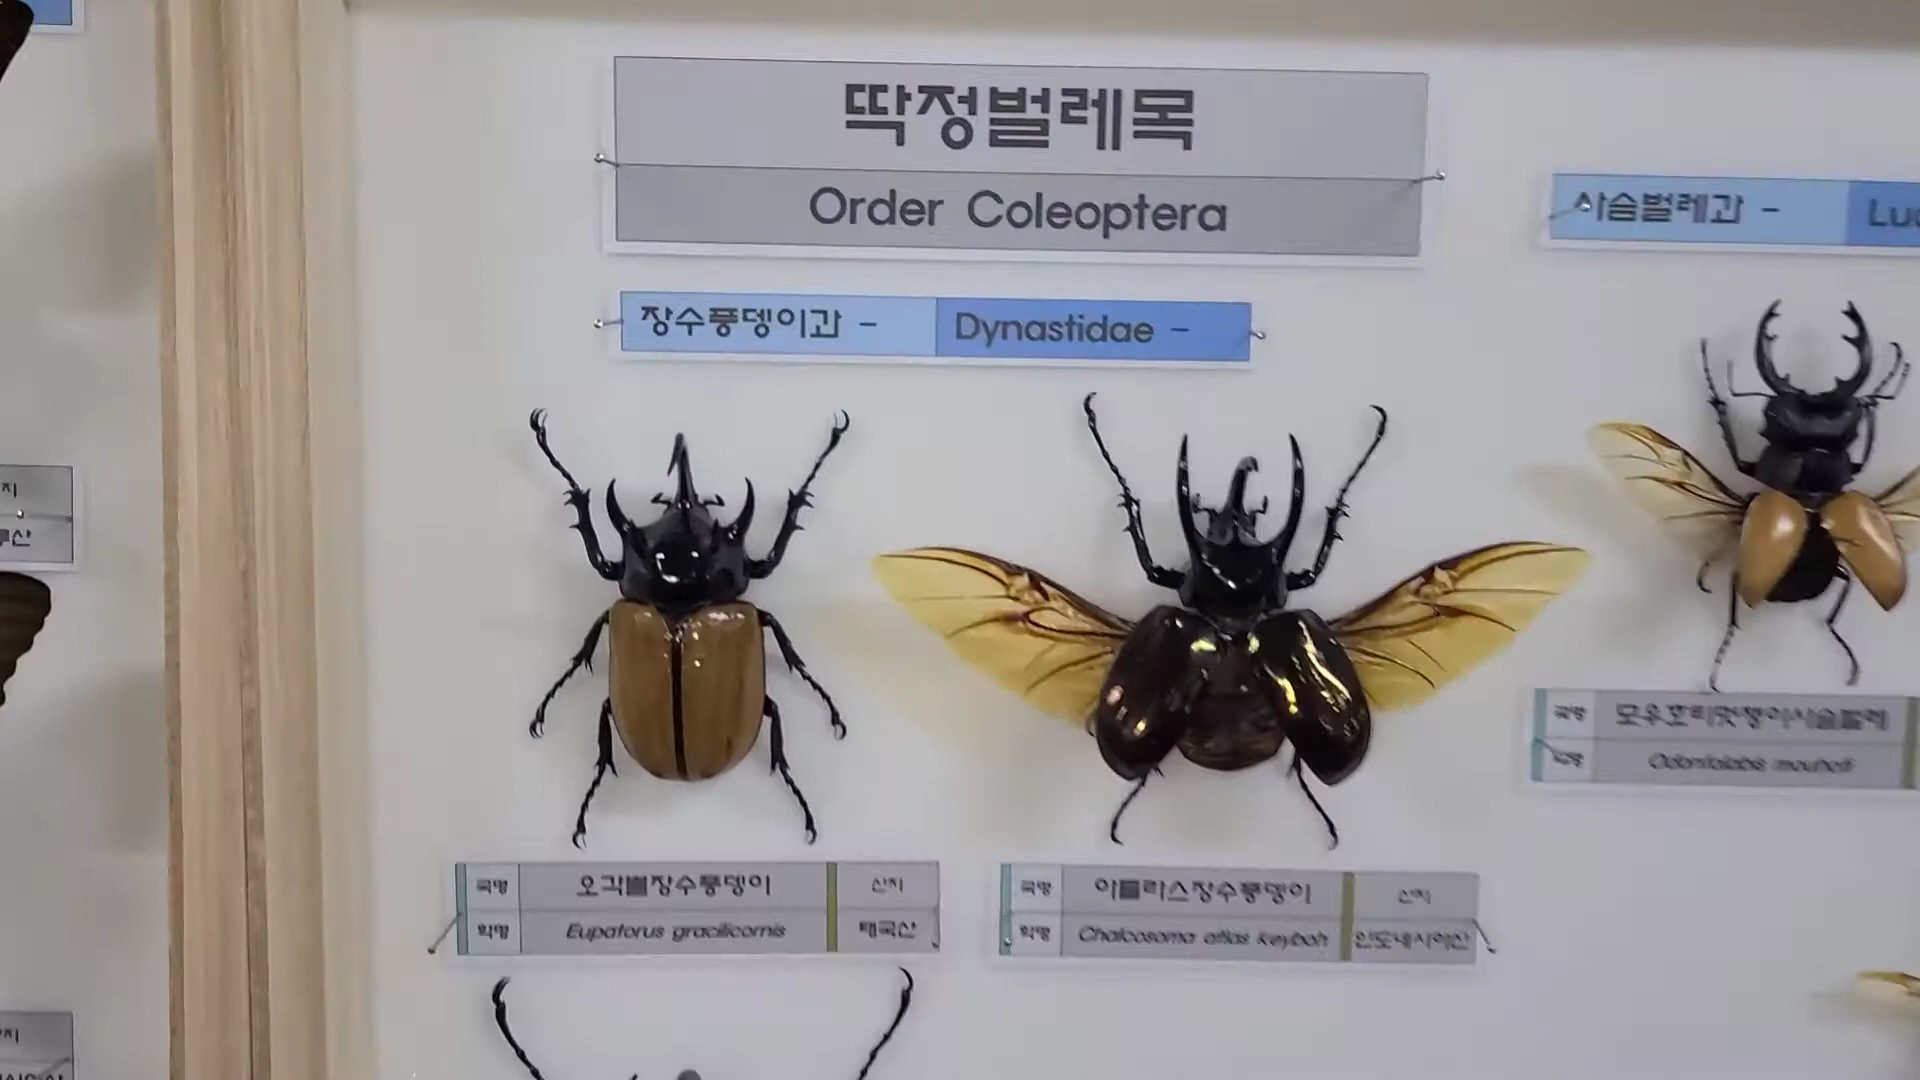 딱정벌레목
Order Coleoptera
장수풍뎅이과 - Dynastidae -
사슴벌레과 -
국명 오각뿔장수풍뎅이 산지
학명 Eupatorus gracilicornis 태국산
국명 아틀라스장수풍뎅이 산지
학명 Chalcosoma atlas keyboh 인도네시아산
국명
학명 Odontolabis mouhoti